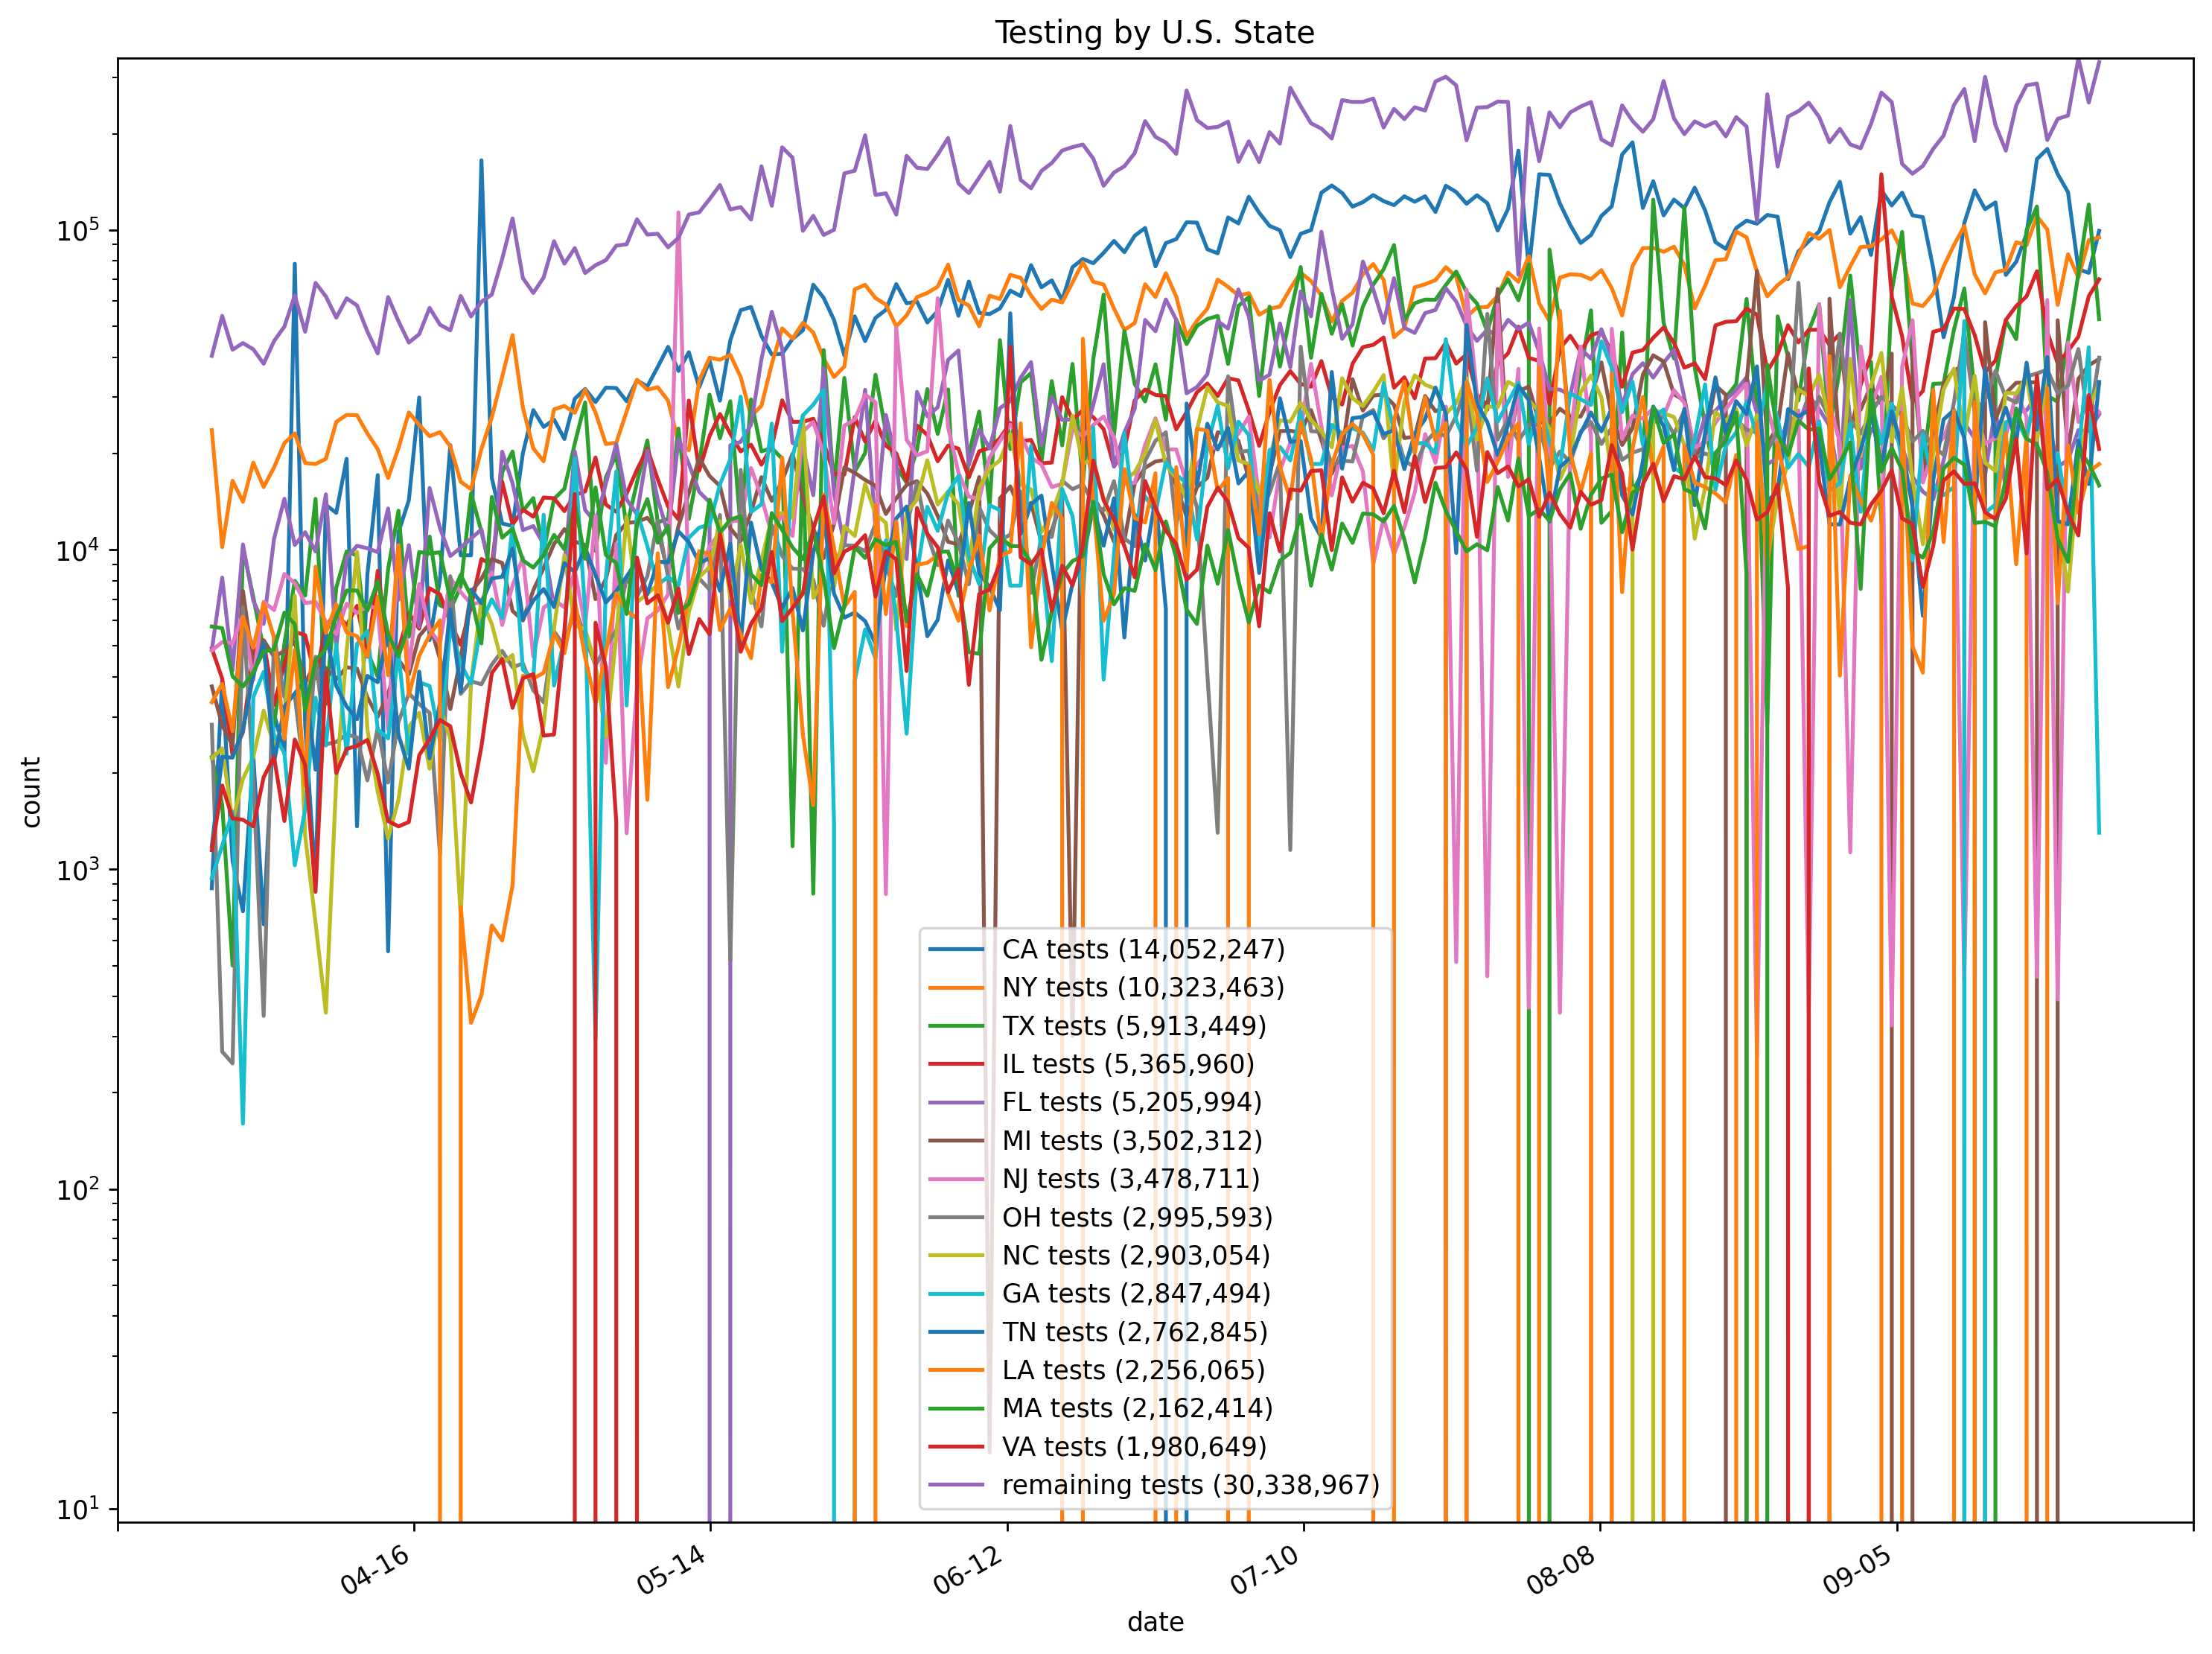 Testing by U.S. State
count
10^5
10^4
10^3
10^2
10^1
CA tests (14,052,247)
NY tests (10,323,463)
TX tests (5,913,449)
IL tests (5,365,960)
FL tests (5,205,994)
MI tests (3,502,312)
NJ tests (3,478,711)
OH tests (2,995,593)
NC tests (2,903,054)
GA tests (2,847,494)
TN tests (2,762,845)
LA tests (2,256,065)
MA tests (2,162,414)
VA tests (1,980,649)
remaining tests (30,338,967)
04-16 05-14 06-12 07-10 08-08 09-05
date